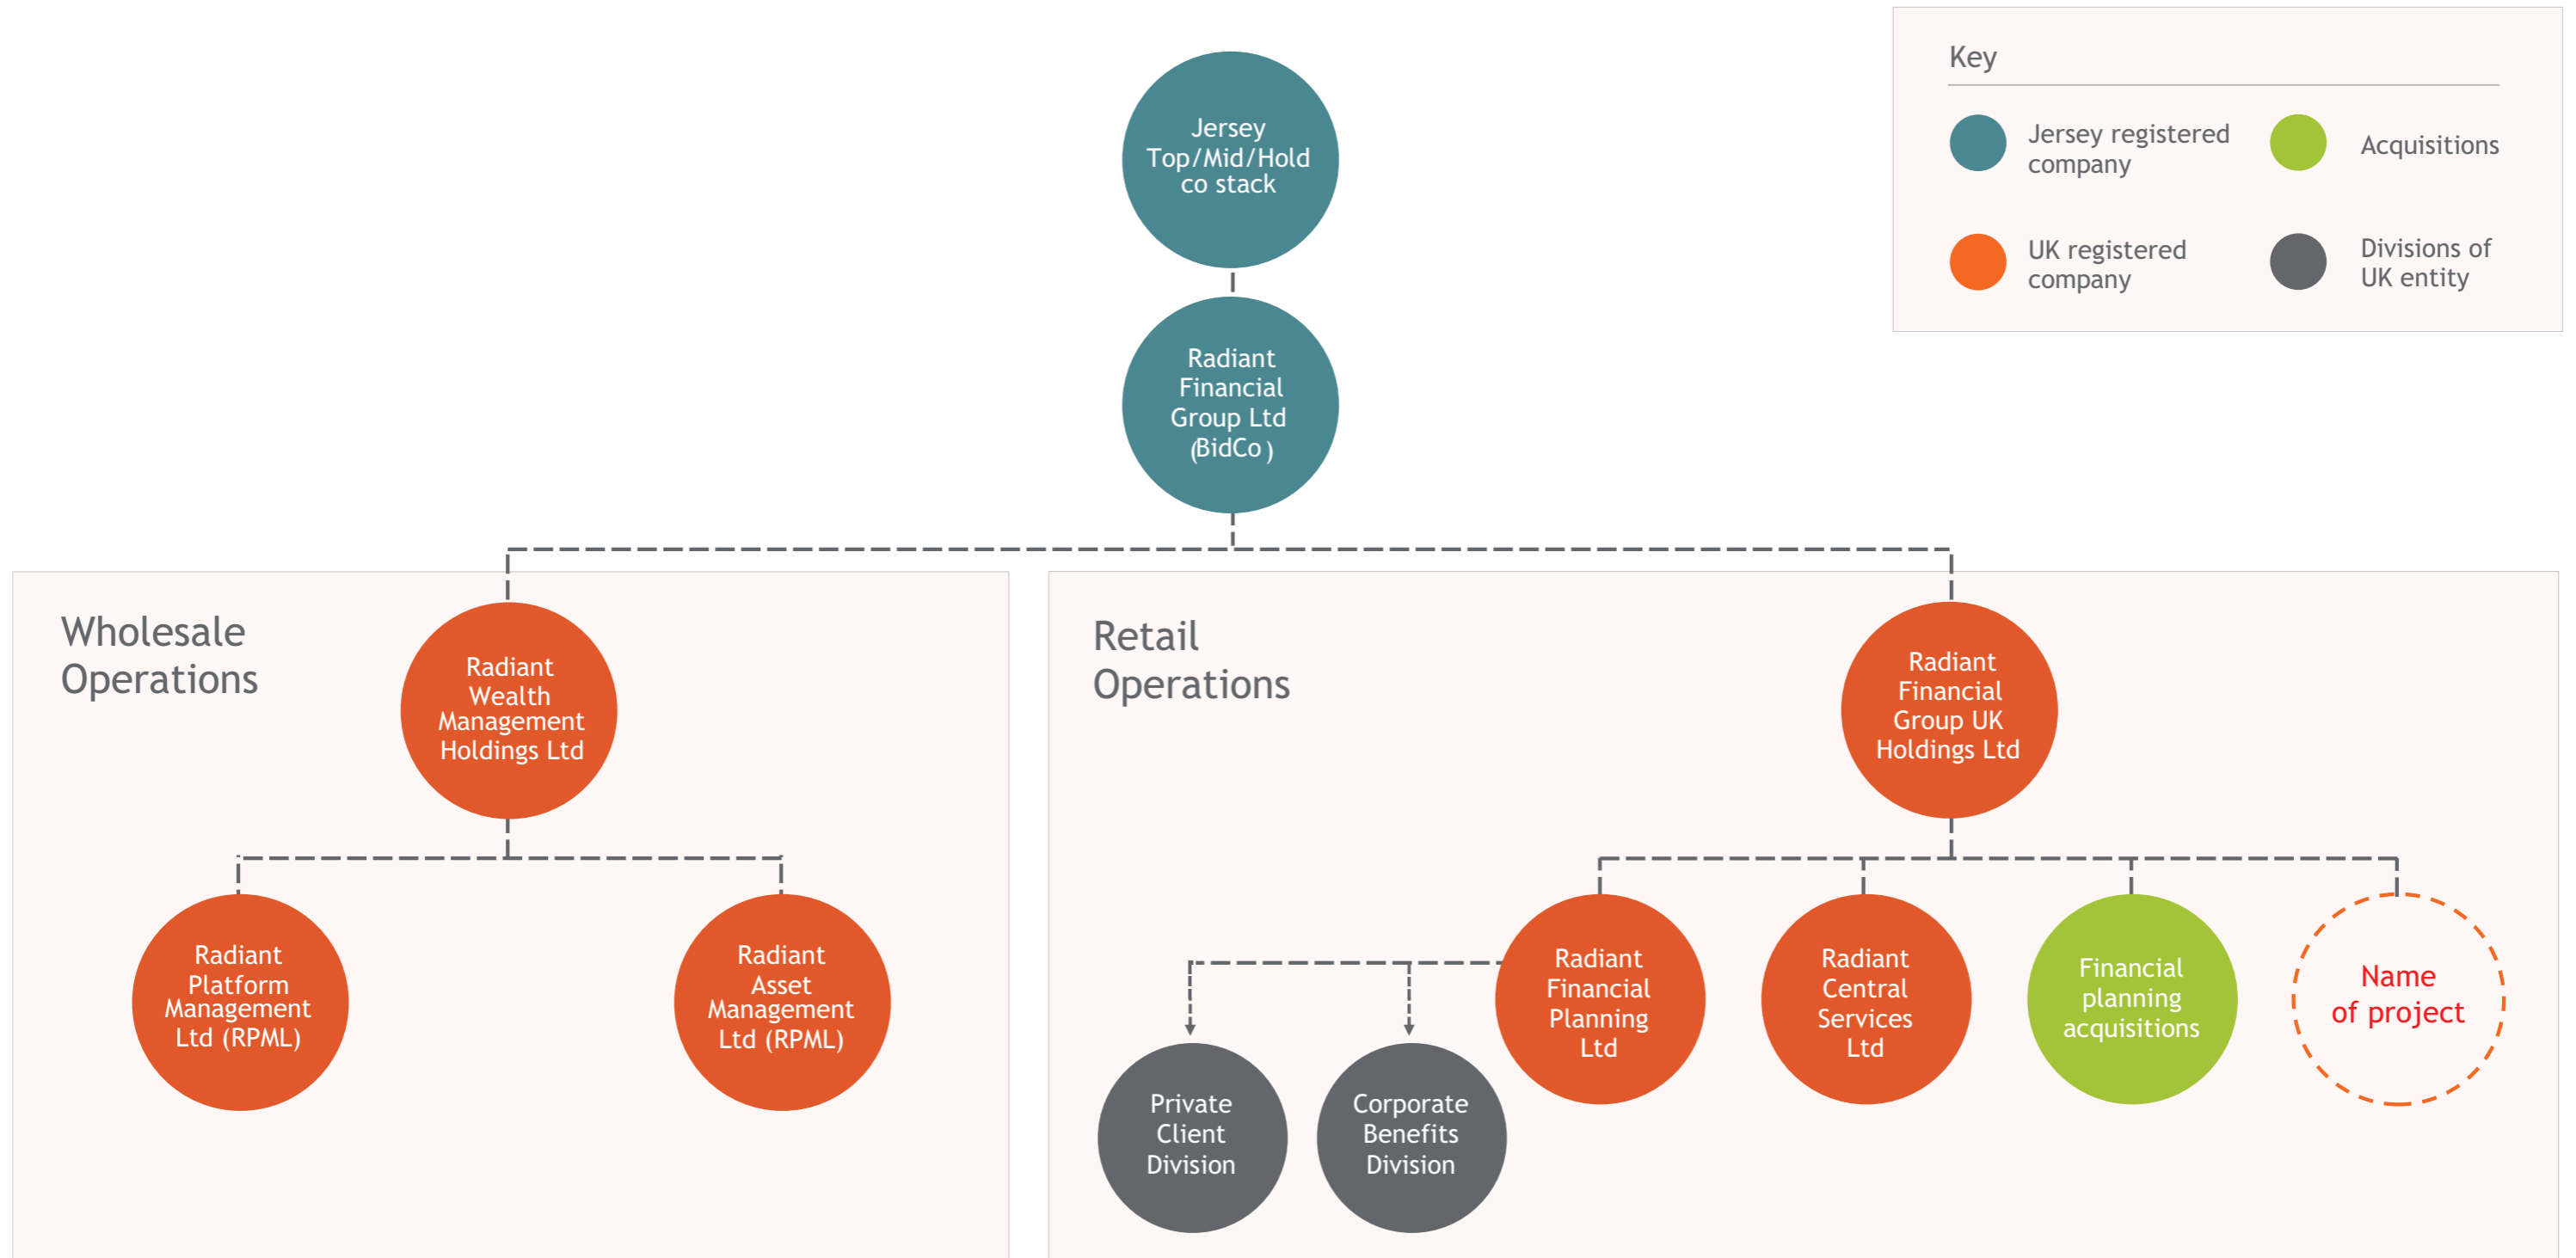 Key
Jersey registered
company
Acquisitions
UK registered
company
Divisions of
UK entity
Jersey
Top/Mid/Hold
co stack
Radiant
Financial
Group Ltd
(BidCo)
Wholesale
Operations
Radiant
Wealth
Management
Holdings Ltd
Radiant
Platform
Management
Ltd (RPML)
Radiant
Asset
Management
Ltd (RPML)
Retail
Operations
Radiant
Financial
Group UK
Holdings Ltd
Radiant
Financial
Planning
Ltd
Radiant
Central
Services
Ltd
Financial
planning
acquisitions
Name
of project
Private
Client
Division
Corporate
Benefits
Division